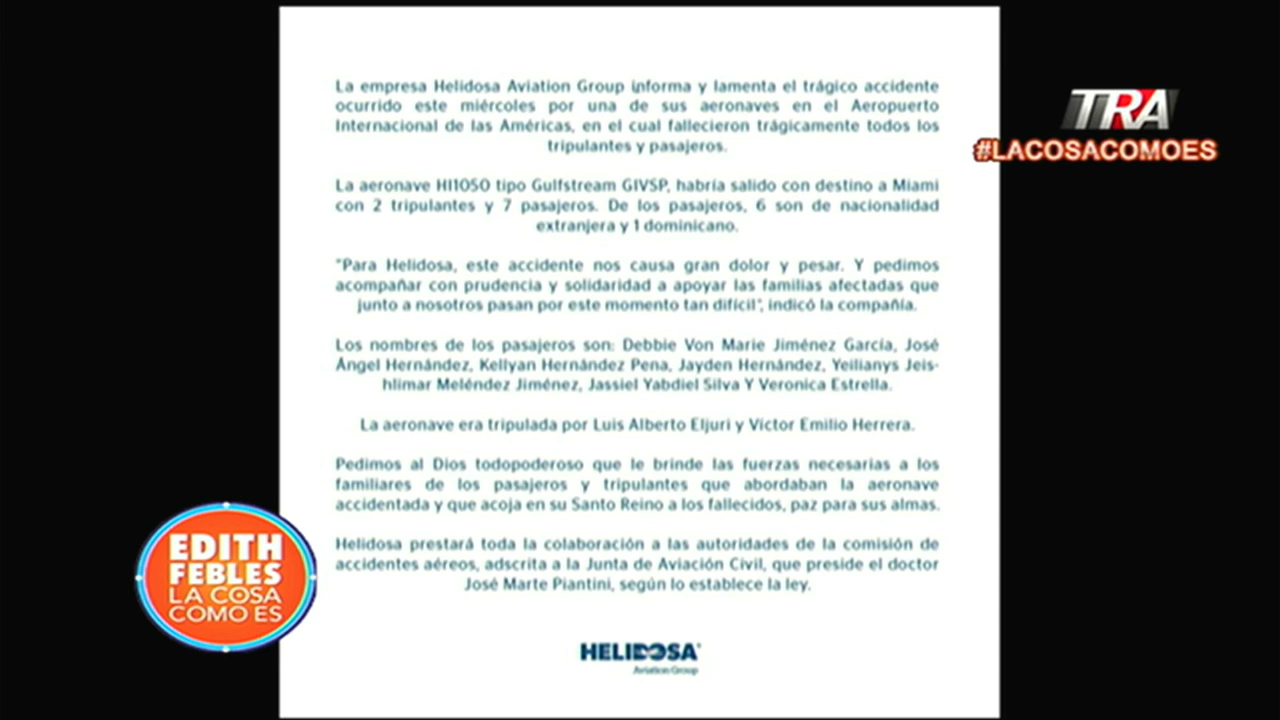 La empresa Helidosa Aviation Group informa y lamenta el trágico accidente
ocurrido este miércoles por una de sus aeronaves en el Aeropuerto
Internacional de las Américas, en el cual fallecieron trágicamente todos los
tripulantes y pasajeros.
La aeronave HI1050 tipo Gulfstream GIVSP, habría salido con destino a Miami
con 2 tripulantes y 7 pasajeros. De los pasajeros, 6 son de nacionalidad
extranjera y 1 dominicano.
"Para Helidosa, este accidente nos causa gran dolor y pesar. Y pedimos
acompañar con prudencia y solidaridad a apoyar las familias afectadas que
junto a nosotros pasan por este momento tan difícil", indicó la compañía.
Los nombres de los pasajeros son: Debbie Von Marie Jiménez García, José
Ángel Hernández, Kellyan Hernández Pena, Jayden Hernández, Yeilianys Jeis-
hlimar Meléndez Jiménez, Jassiel Yabdiel Silva Y Veronica Estrella.
La aeronave era tripulada por Luis Alberto Eljuri y Víctor Emilio Herrera.
Pedimos al Dios todopoderoso que le brinde las fuerzas necesarias a los
familiares de los pasajeros y tripulantes que abordaban la aeronave
accidentada y que acoja en su Santo Reino a los fallecidos, paz para sus almas.
Helidosa prestará toda la colaboración a las autoridades de la comisión de
accidentes aéreos, adscrita a la Junta de Aviación Civil, que preside el doctor
José Marte Piantini, según lo establece la ley.
HELIDOSA
Aviation Group
TRA
#LACOSACOMOES
EDITH
FEBLES
LA COSA
COMO ES